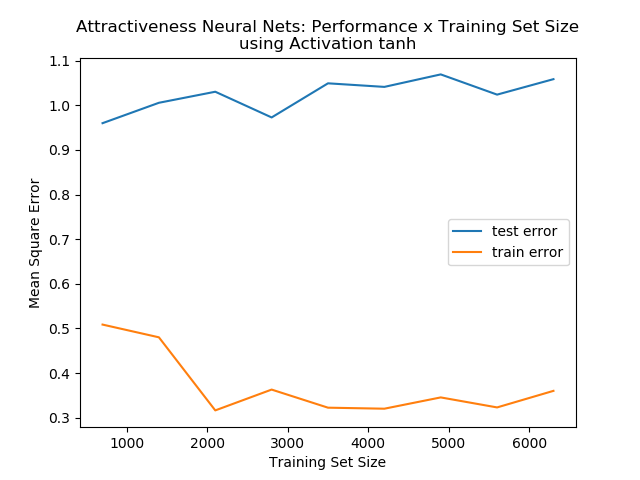 Attractiveness Neural Nets: Performance x Training Set Size
using Activation tanh
1.1
1.0
0.9
0.8
0.7
0.6
0.5
0.4
0.3
Mean Square Error
test error
train error
1000
2000
3000
4000
5000
6000
Training Set Size